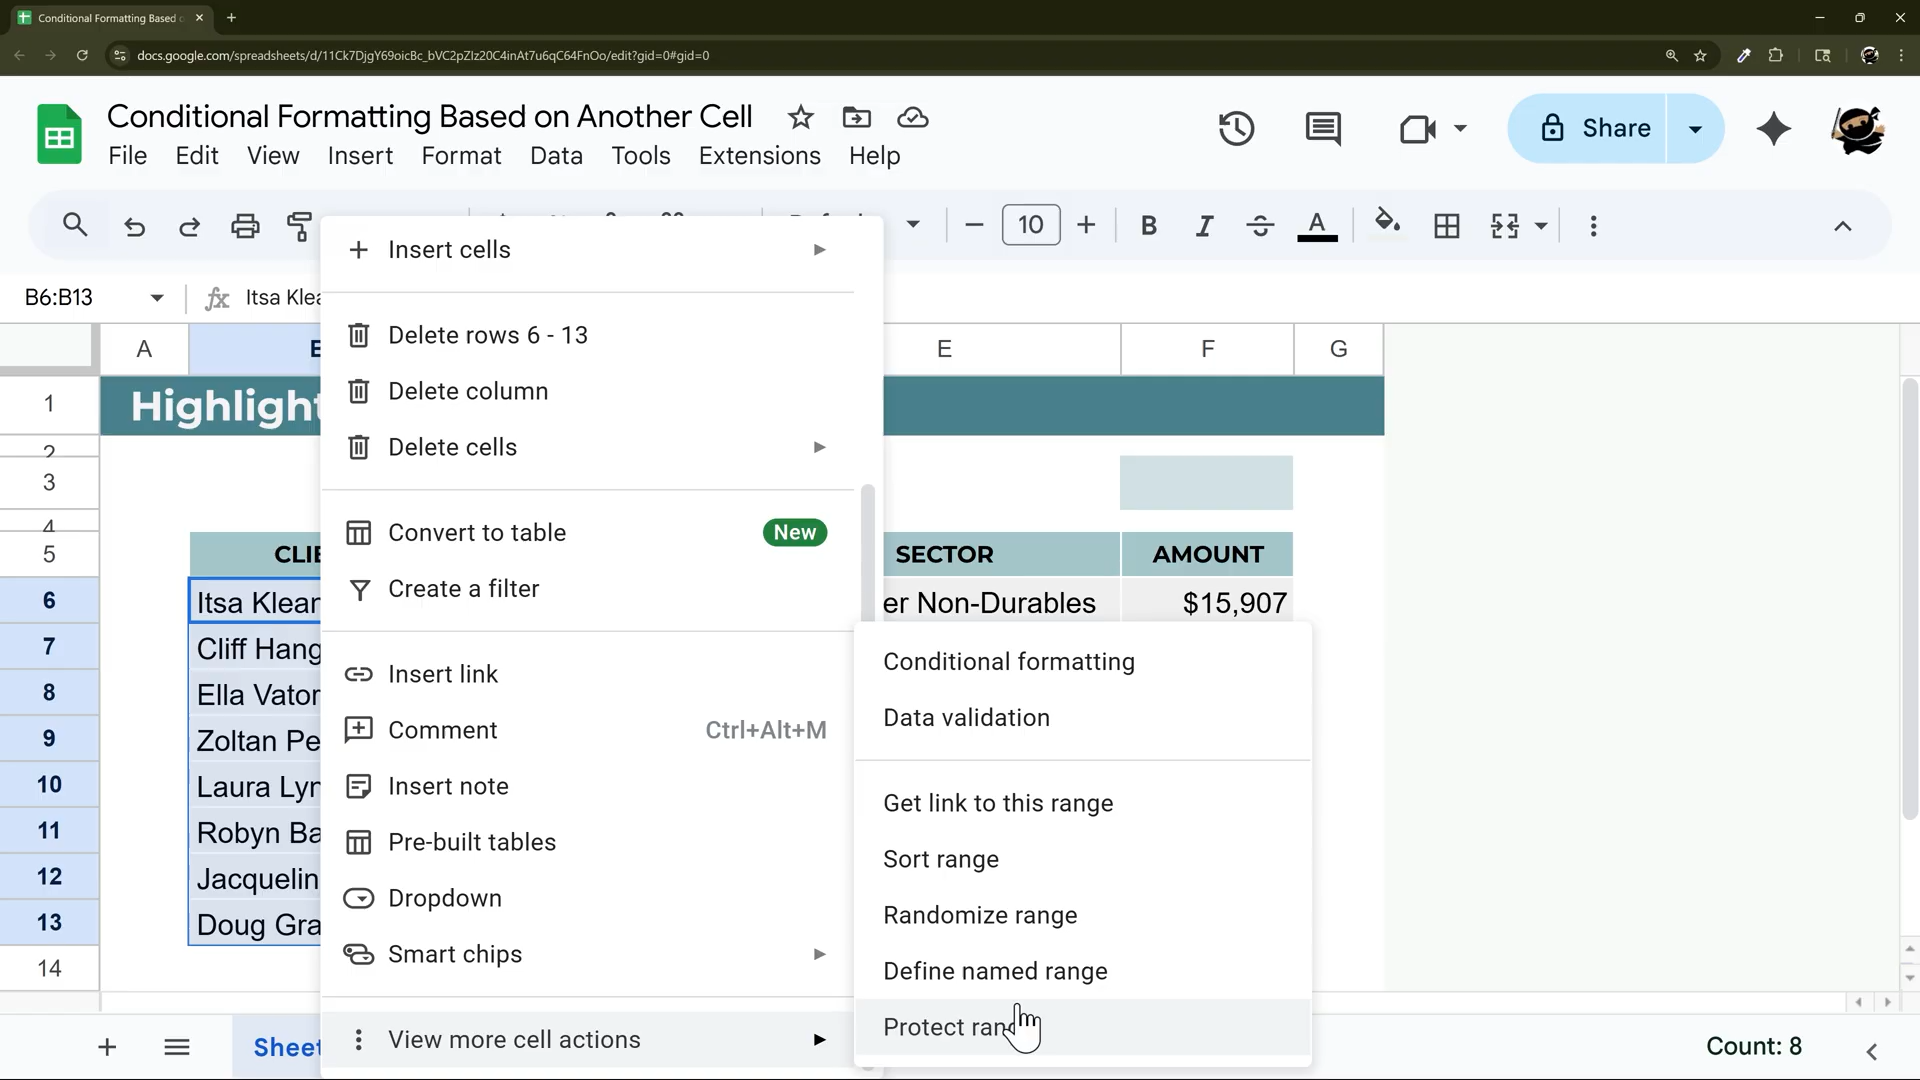 Conditional Formatting Based o
docs.google.com/spreadsheets/d/11Ck7DjgY69oicBc_bVC2pZIz20C4inAt7u6qC64FnOo/edit?gid=0#gid=0
Conditional Formatting Based on Another Cell
File Edit View Insert Format Data Tools Extensions Help
Share
10
B6:B13
Itsa Klea
A E F G
1 Highlight
2
3
4
5 CLIE SECTOR AMOUNT
6 Itsa Klean er Non-Durables $15,907
7 Cliff Hang
8 Ella Vator
9 Zoltan Pe
10 Laura Lyn
11 Robyn Ba
12 Jacquelin
13 Doug Gra
14
Insert cells
Delete rows 6 - 13
Delete column
Delete cells
Convert to table New
Create a filter
Insert link
Comment Ctrl+Alt+M
Insert note
Pre-built tables
Dropdown
Smart chips
View more cell actions
Conditional formatting
Data validation
Get link to this range
Sort range
Randomize range
Define named range
Protect ran
Sheet
Count: 8